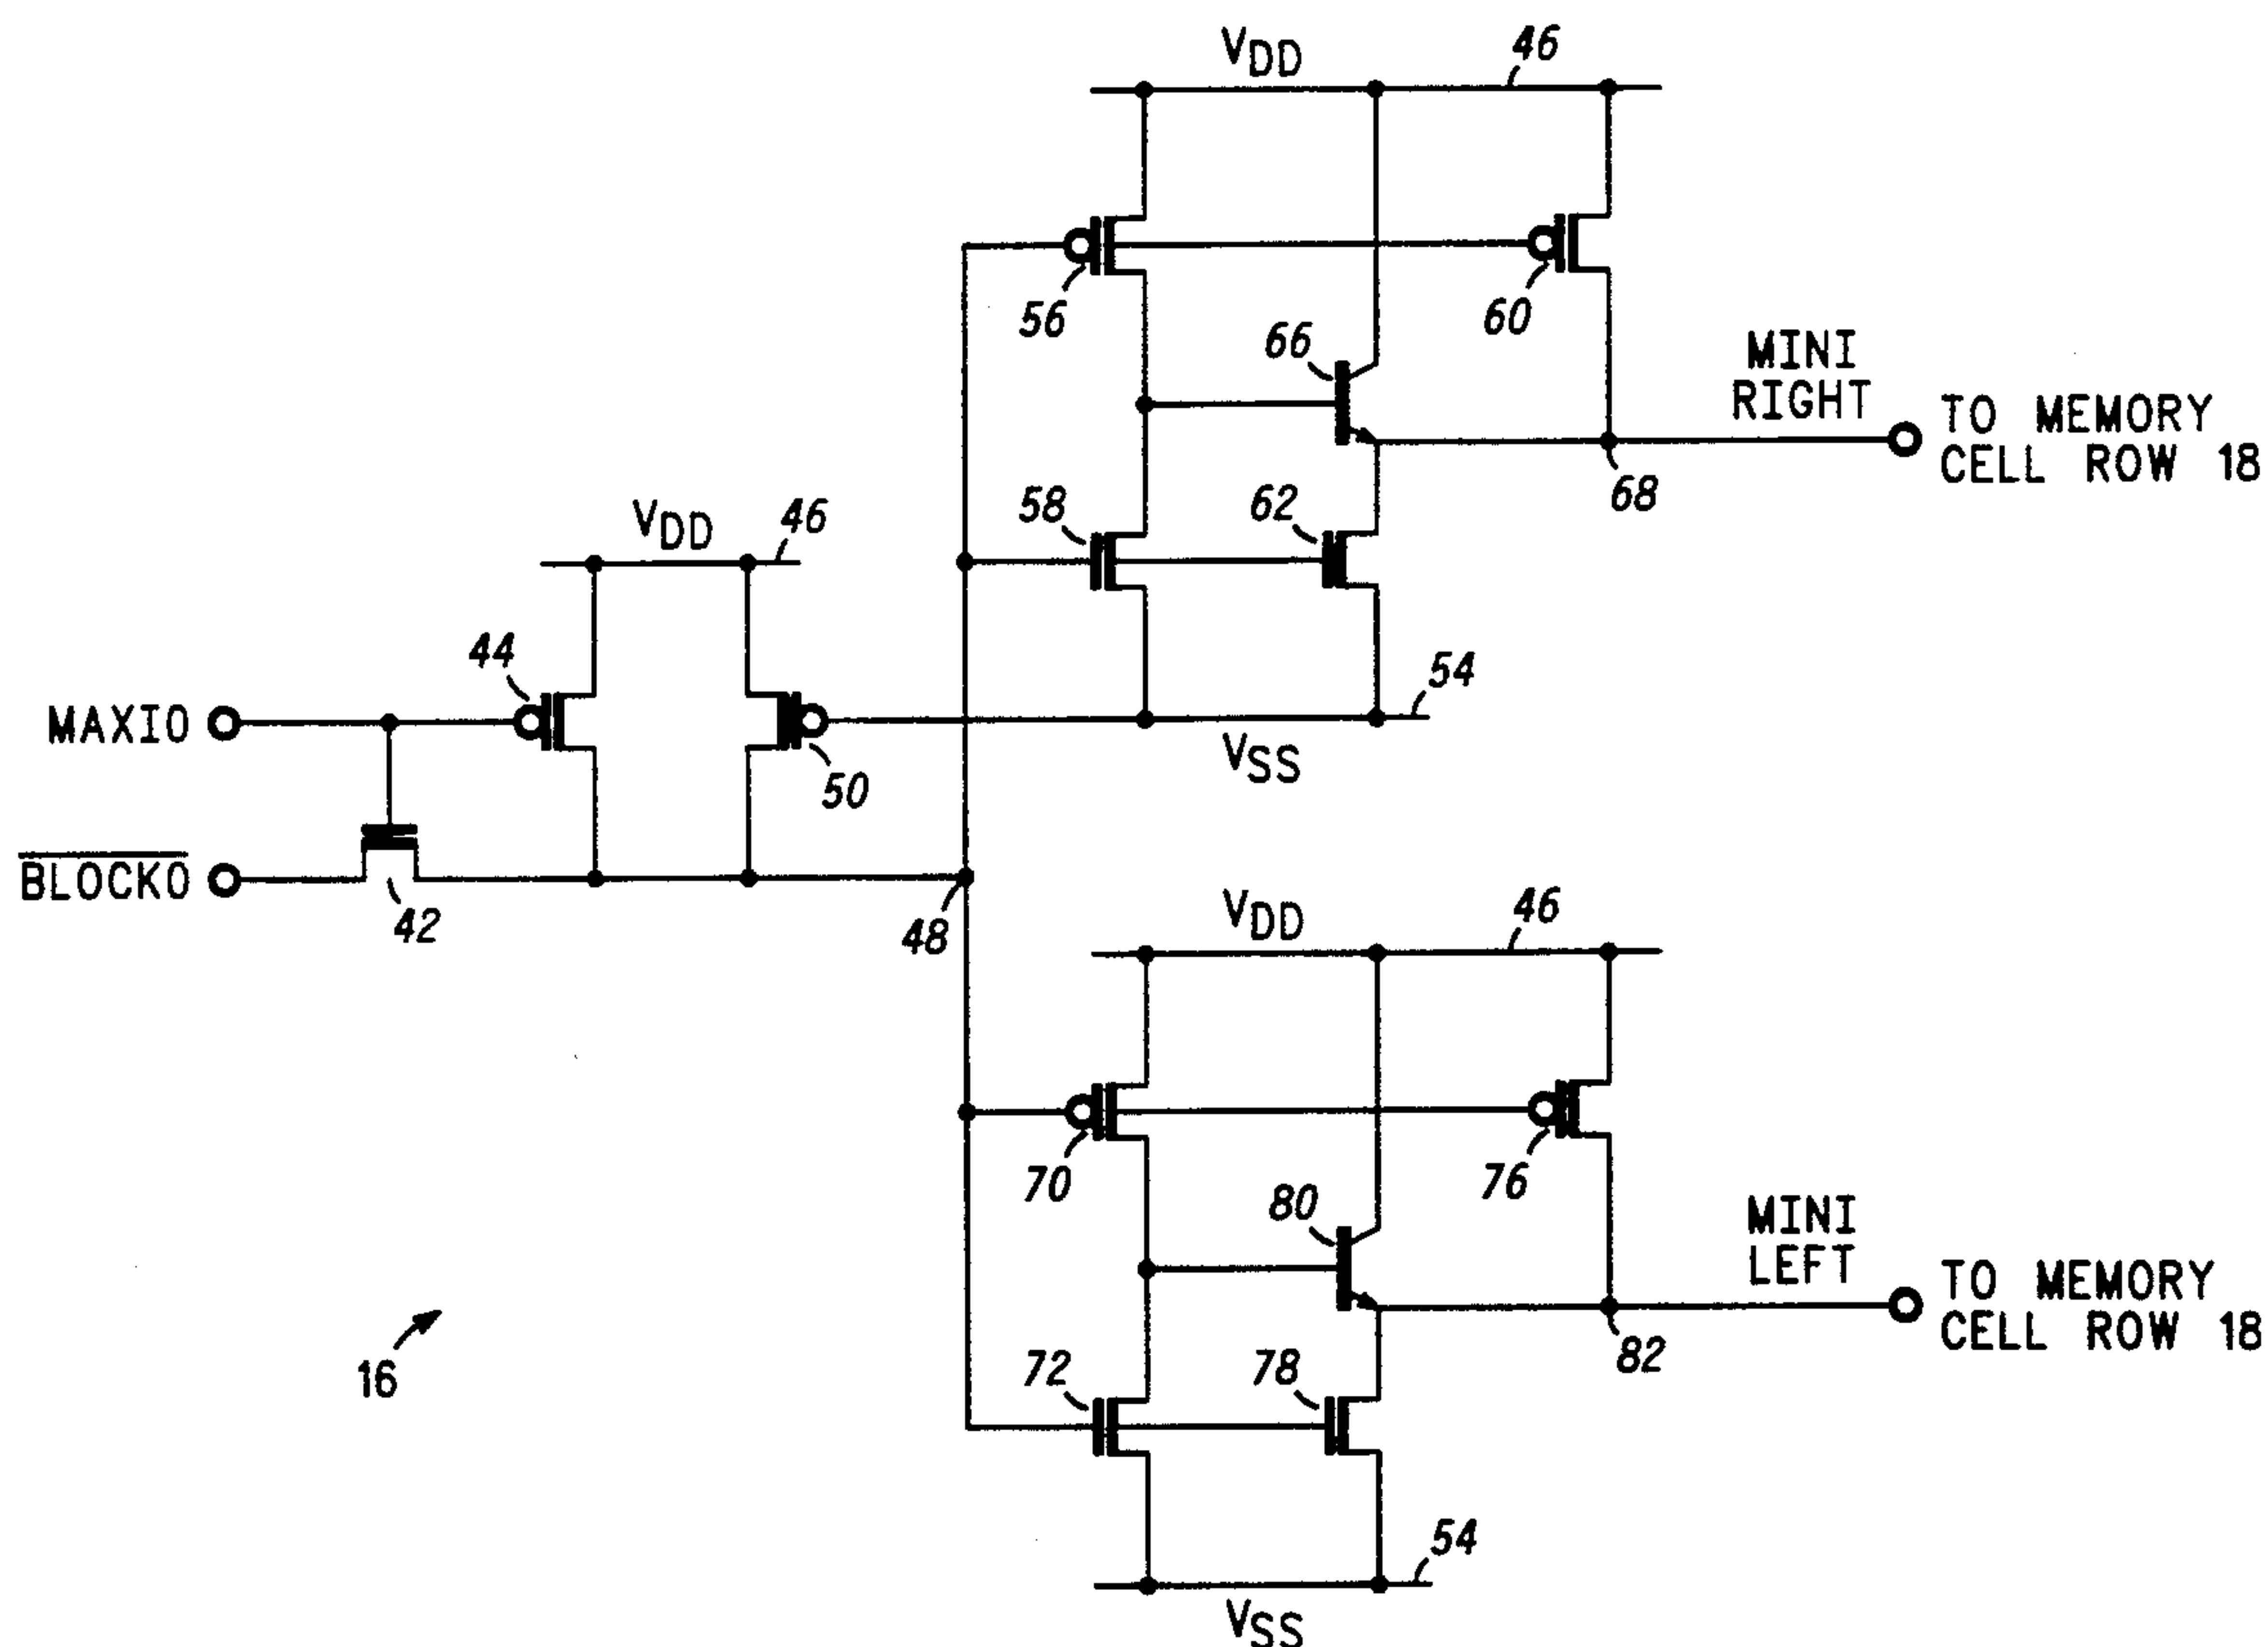 VDD
46
56
66
60
MINI
RIGHT
TO MEMORY
CELL ROW 18
68
58
62
VDD
46
44
54
MAXI0
VSS
50
BLOCK0
42
48
VDD
46
70
76
80
MINI
LEFT
TO MEMORY
CELL ROW 18
82
16
72
78
54
VSS